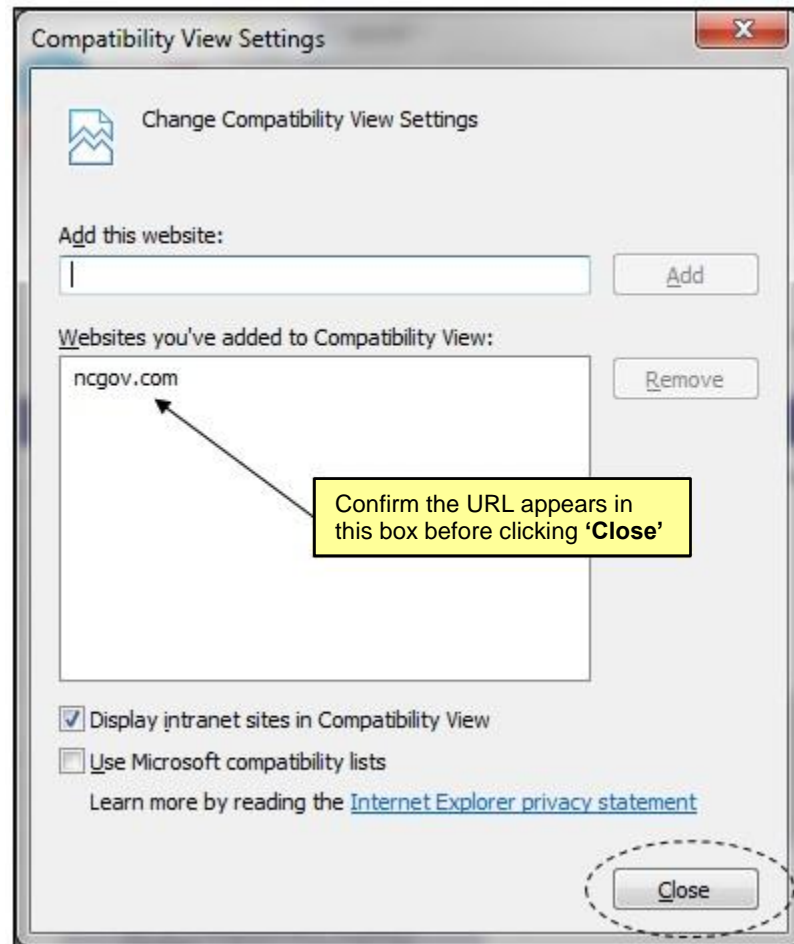 Compatibility View Settings
Change Compatibility View Settings
Add this website:
Add
Websites you've added to Compatibility View:
ncgov.com
Remove
Confirm the URL appears in
this box before clicking ‘Close’
Display intranet sites in Compatibility View
Use Microsoft compatibility lists
Learn more by reading the Internet Explorer privacy statement
Close